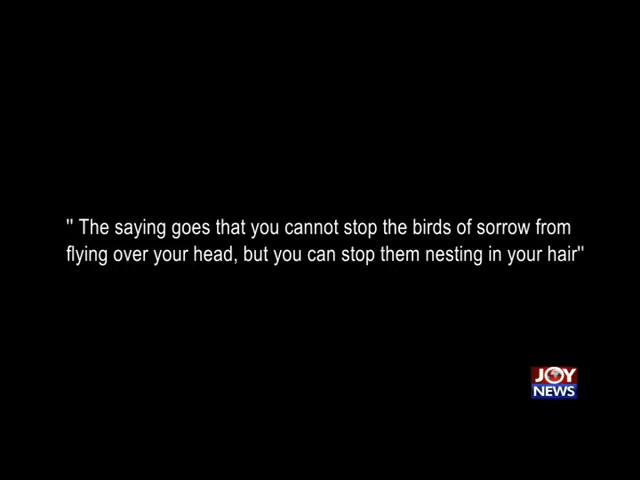 " The saying goes that you cannot stop the birds of sorrow from
flying over your head, but you can stop them nesting in your hair"
JOY
NEWS